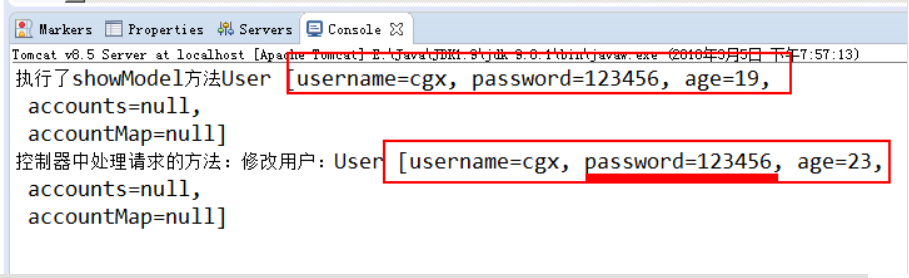 Markers Properties Servers Console
Tomcat v8.5 Server at localhost [Apache Tomcat] E:\Java\JDK1.9\jdk-9.0.1\bin\javaw.exe (2018年9月5日 下午7:57:13)
执行了showModel方法User [username=cgx, password=123456, age=19,
accounts=null,
accountMap=null]
控制器中处理请求的方法：修改用户：User [username=cgx, password=123456, age=23,
accounts=null,
accountMap=null]